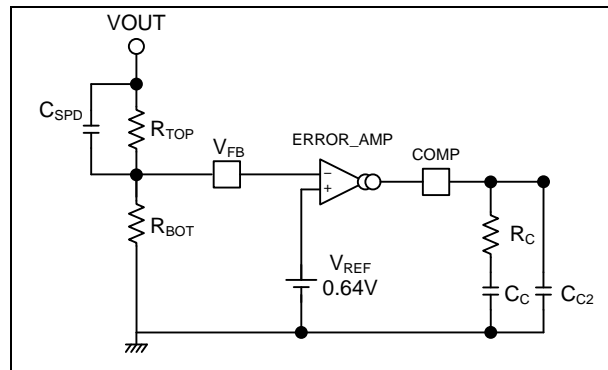 VOUT
CSPD
RTOP
VFB
ERROR_AMP
COMP
−
+
RBOT
RC
VREF
0.64V
CC
CC2